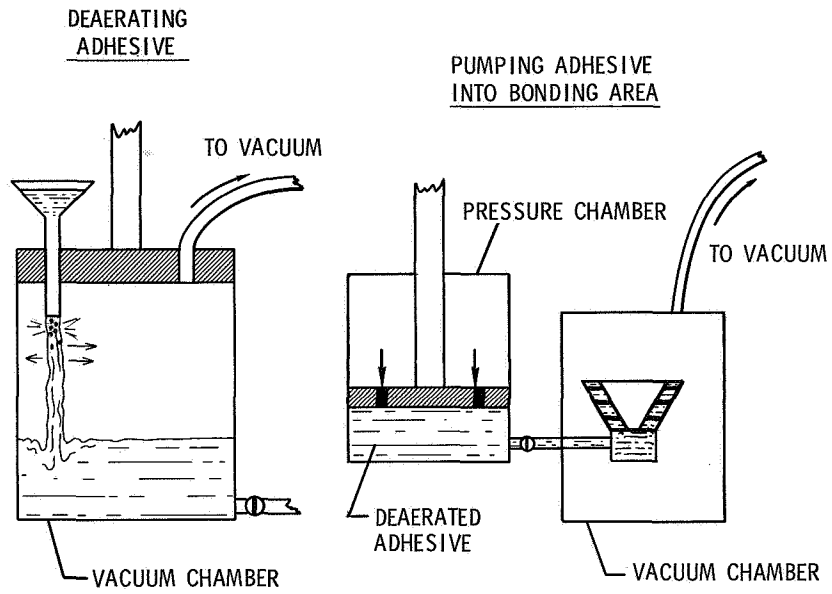 DEAERATING
ADHESIVE
TO VACUUM
VACUUM CHAMBER
PUMPING ADHESIVE
INTO BONDING AREA
PRESSURE CHAMBER
TO VACUUM
DEAERATED
ADHESIVE
VACUUM CHAMBER